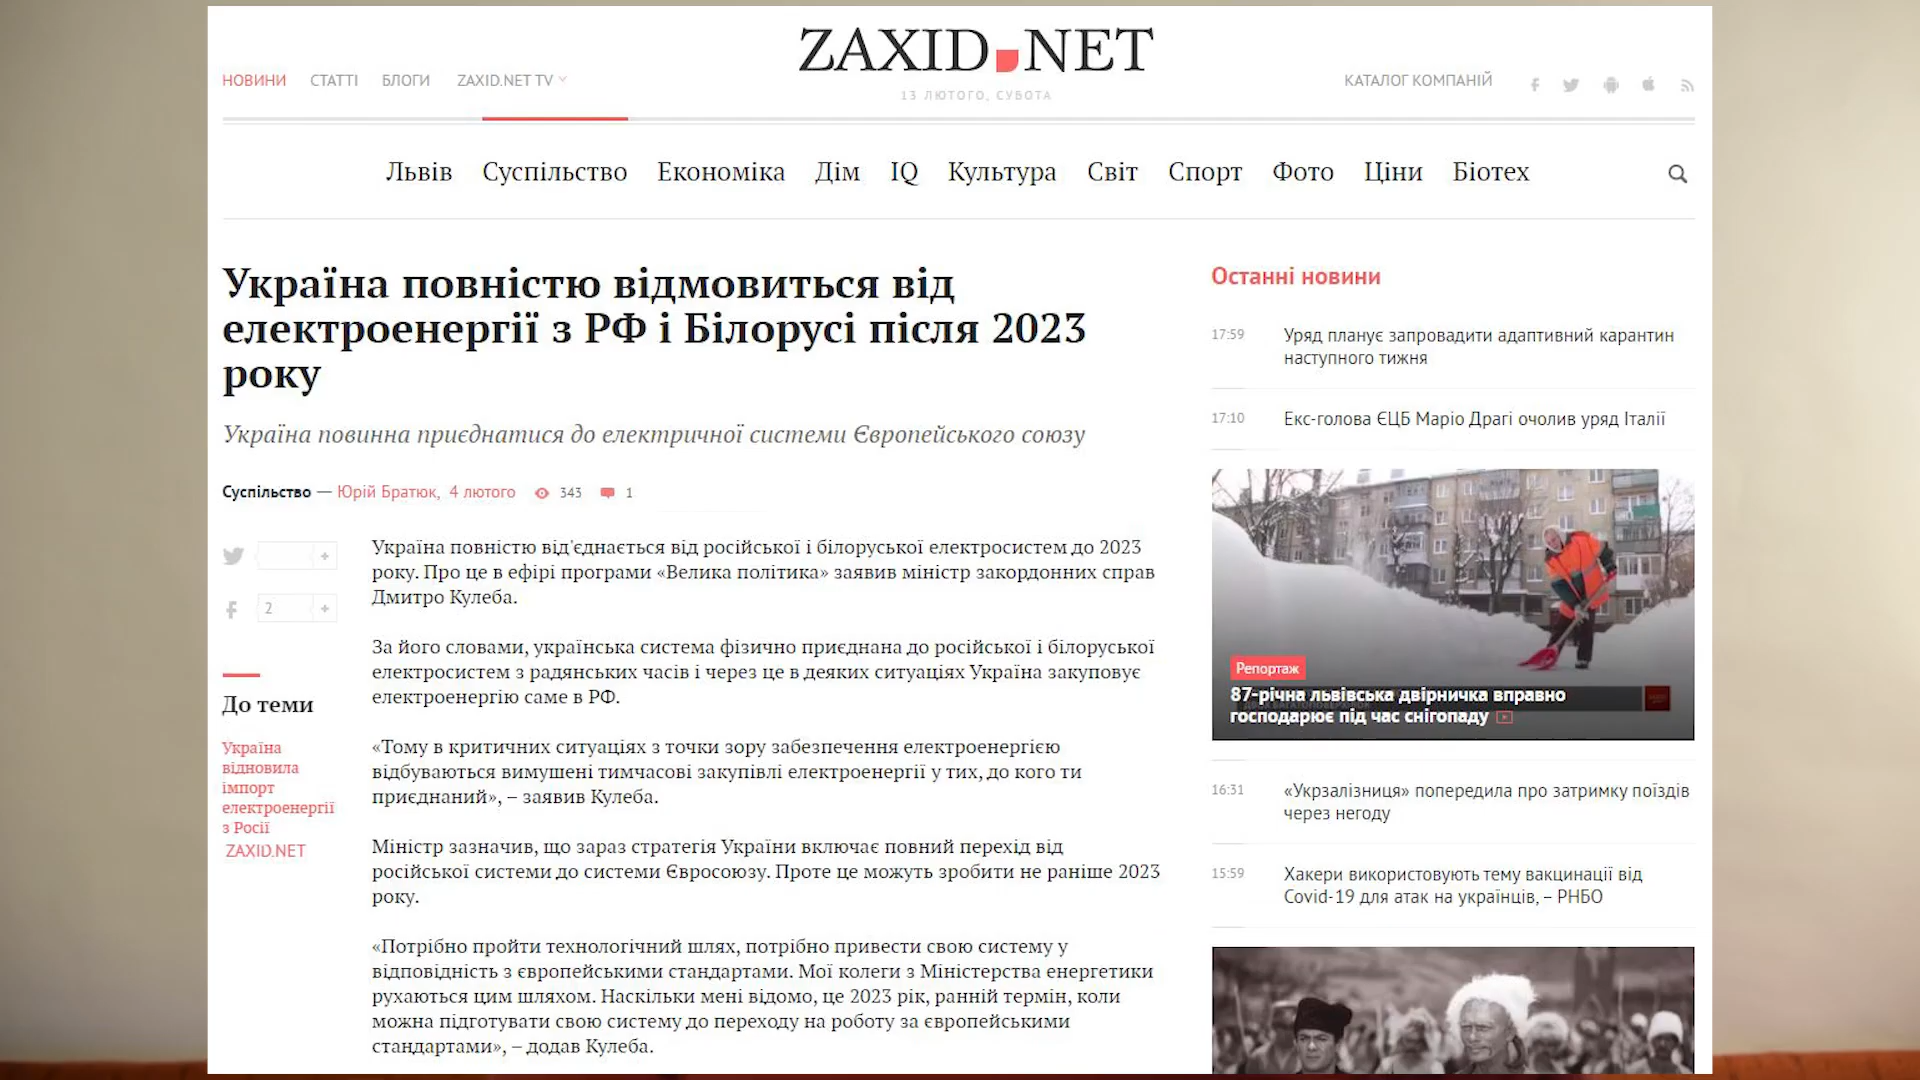 ZAXID.NET
НОВИНИ СТАТТІ БЛОГИ ZAXID.NET TV
13 ЛЮТОГО, СУБОТА
КАТАЛОГ КОМПАНІЙ
Львів Суспільство Економіка Дім IQ Культура Світ Спорт Фото Ціни Біотех
Україна повністю відмовиться від
електроенергії з РФ і Білорусі після 2023
року
Україна повинна приєднатися до електричної системи Європейського союзу
Суспільство — Юрій Братюк, 4 лютого 343 1
+
2 +
До теми
Україна
відновила
імпорт
електроенергії
з Росії
ZAXID.NET
Україна повністю від'єднається від російської і білоруської електросистем до 2023
року. Про це в ефірі програми «Велика політика» заявив міністр закордонних справ
Дмитро Кулеба.
За його словами, українська система фізично приєднана до російської і білоруської
електросистем з радянських часів і через це в деяких ситуаціях Україна закуповує
електроенергію саме в РФ.
«Тому в критичних ситуаціях з точки зору забезпечення електроенергією
відбуваються вимушені тимчасові закупівлі електроенергії у тих, до кого ти
приєднаний», – заявив Кулеба.
Міністр зазначив, що зараз стратегія України включає повний перехід від
російської системи до системи Євросоюзу. Проте це можуть зробити не раніше 2023
року.
«Потрібно пройти технологічний шлях, потрібно привести свою систему у
відповідність з європейськими стандартами. Мої колеги з Міністерства енергетики
рухаються цим шляхом. Наскільки мені відомо, це 2023 рік, ранній термін, коли
можна підготувати свою систему до переходу на роботу за європейськими
стандартами», – додав Кулеба.
Останні новини
17:59 Уряд планує запровадити адаптивний карантин
наступного тижня
17:10 Екс-голова ЄЦБ Маріо Драгі очолив уряд Італії
Репортаж
87-річна львівська двірничка вправно
господарює під час снігопаду
16:31 «Укрзалізниця» попередила про затримку поїздів
через негоду
15:59 Хакери використовують тему вакцинації від
Covid-19 для атак на українців, – РНБО